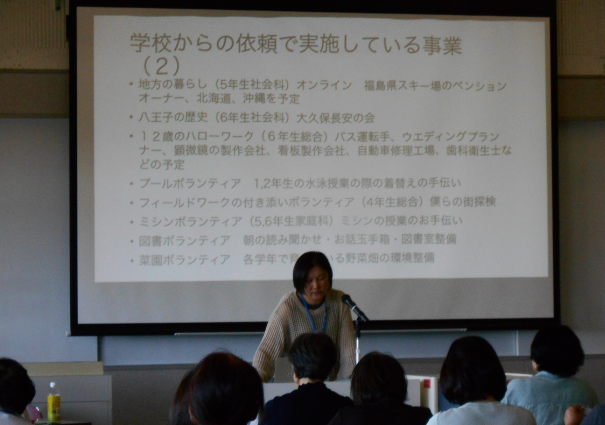 学校からの依頼で実施している事業
（2）
• 地方の暮らし（5年生社会科）オンライン　福島県スキー場のペンション
オーナー、北海道、沖縄を予定
• 八王子の歴史（6年生社会科）大久保長安の会
• １２歳のハローワーク（６年生総合）バス運転手、ウエディングプラン
ナー、顕微鏡の製作会社、看板製作会社、自動車修理工場、歯科衛生士な
どの予定
• プールボランティア　1,2年生の水泳授業の際の着替えの手伝い
• フィールドワークの付き添いボランティア（4年生総合）僕らの街探検
• ミシンボランティア（5,6年生家庭科）ミシンの授業のお手伝い
• 図書ボランティア　朝の読み聞かせ・お話玉手箱・図書室整備
• 菜園ボランティア　各学年で いる野菜畑の環境整備